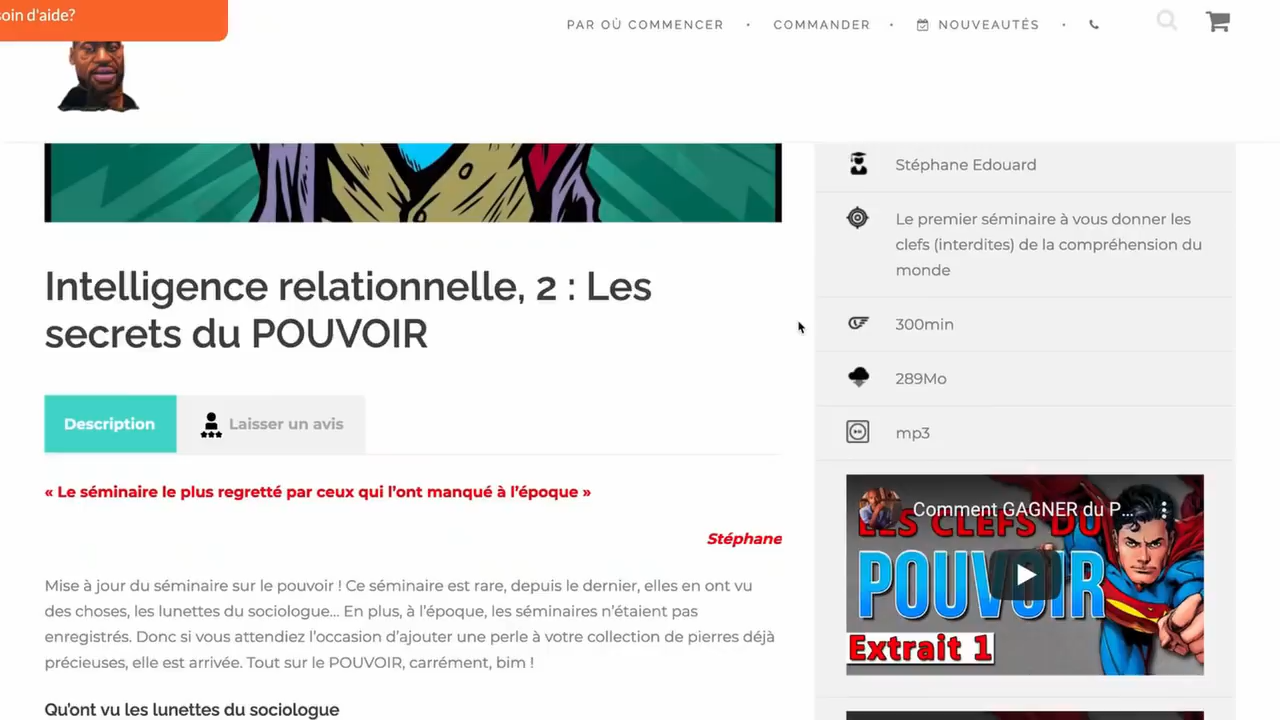 soin d'aide?
PAR OÙ COMMENCER
COMMANDER
NOUVEAUTÉS
Stéphane Edouard
Le premier séminaire à vous donner les
clefs (interdites) de la compréhension du
monde
300min
289Mo
mp3
Intelligence relationnelle, 2 : Les
secrets du POUVOIR
Description
Laisser un avis
« Le séminaire le plus regretté par ceux qui l’ont manqué à l’époque »
Stéphane
Mise à jour du séminaire sur le pouvoir ! Ce séminaire est rare, depuis le dernier, elles en ont vu
des choses, les lunettes du sociologue… En plus, à l’époque, les séminaires n’étaient pas
enregistrés. Donc si vous attendiez l’occasion d’ajouter une perle à votre collection de pierres déjà
précieuses, elle est arrivée. Tout sur le POUVOIR, carrément, bim !
Qu’ont vu les lunettes du sociologue
Comment GAGNER du P...
LES CLEFS DU
POUVOIR
Extrait 1